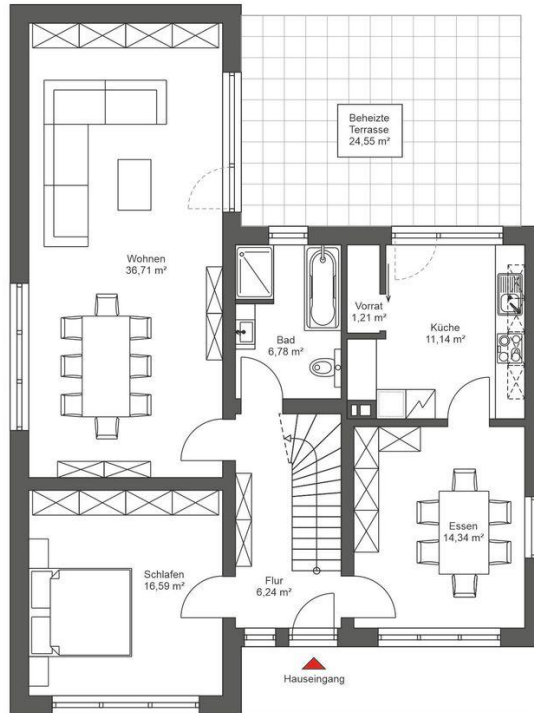 Beheizte
Terrasse
24,55 m²
Wohnen
36,71 m²
Vorrat
1,21 m²
Küche
11,14 m²
Bad
6,78 m²
Essen
14,34 m²
Schlafen
16,59 m²
Flur
6,24 m²
Hauseingang